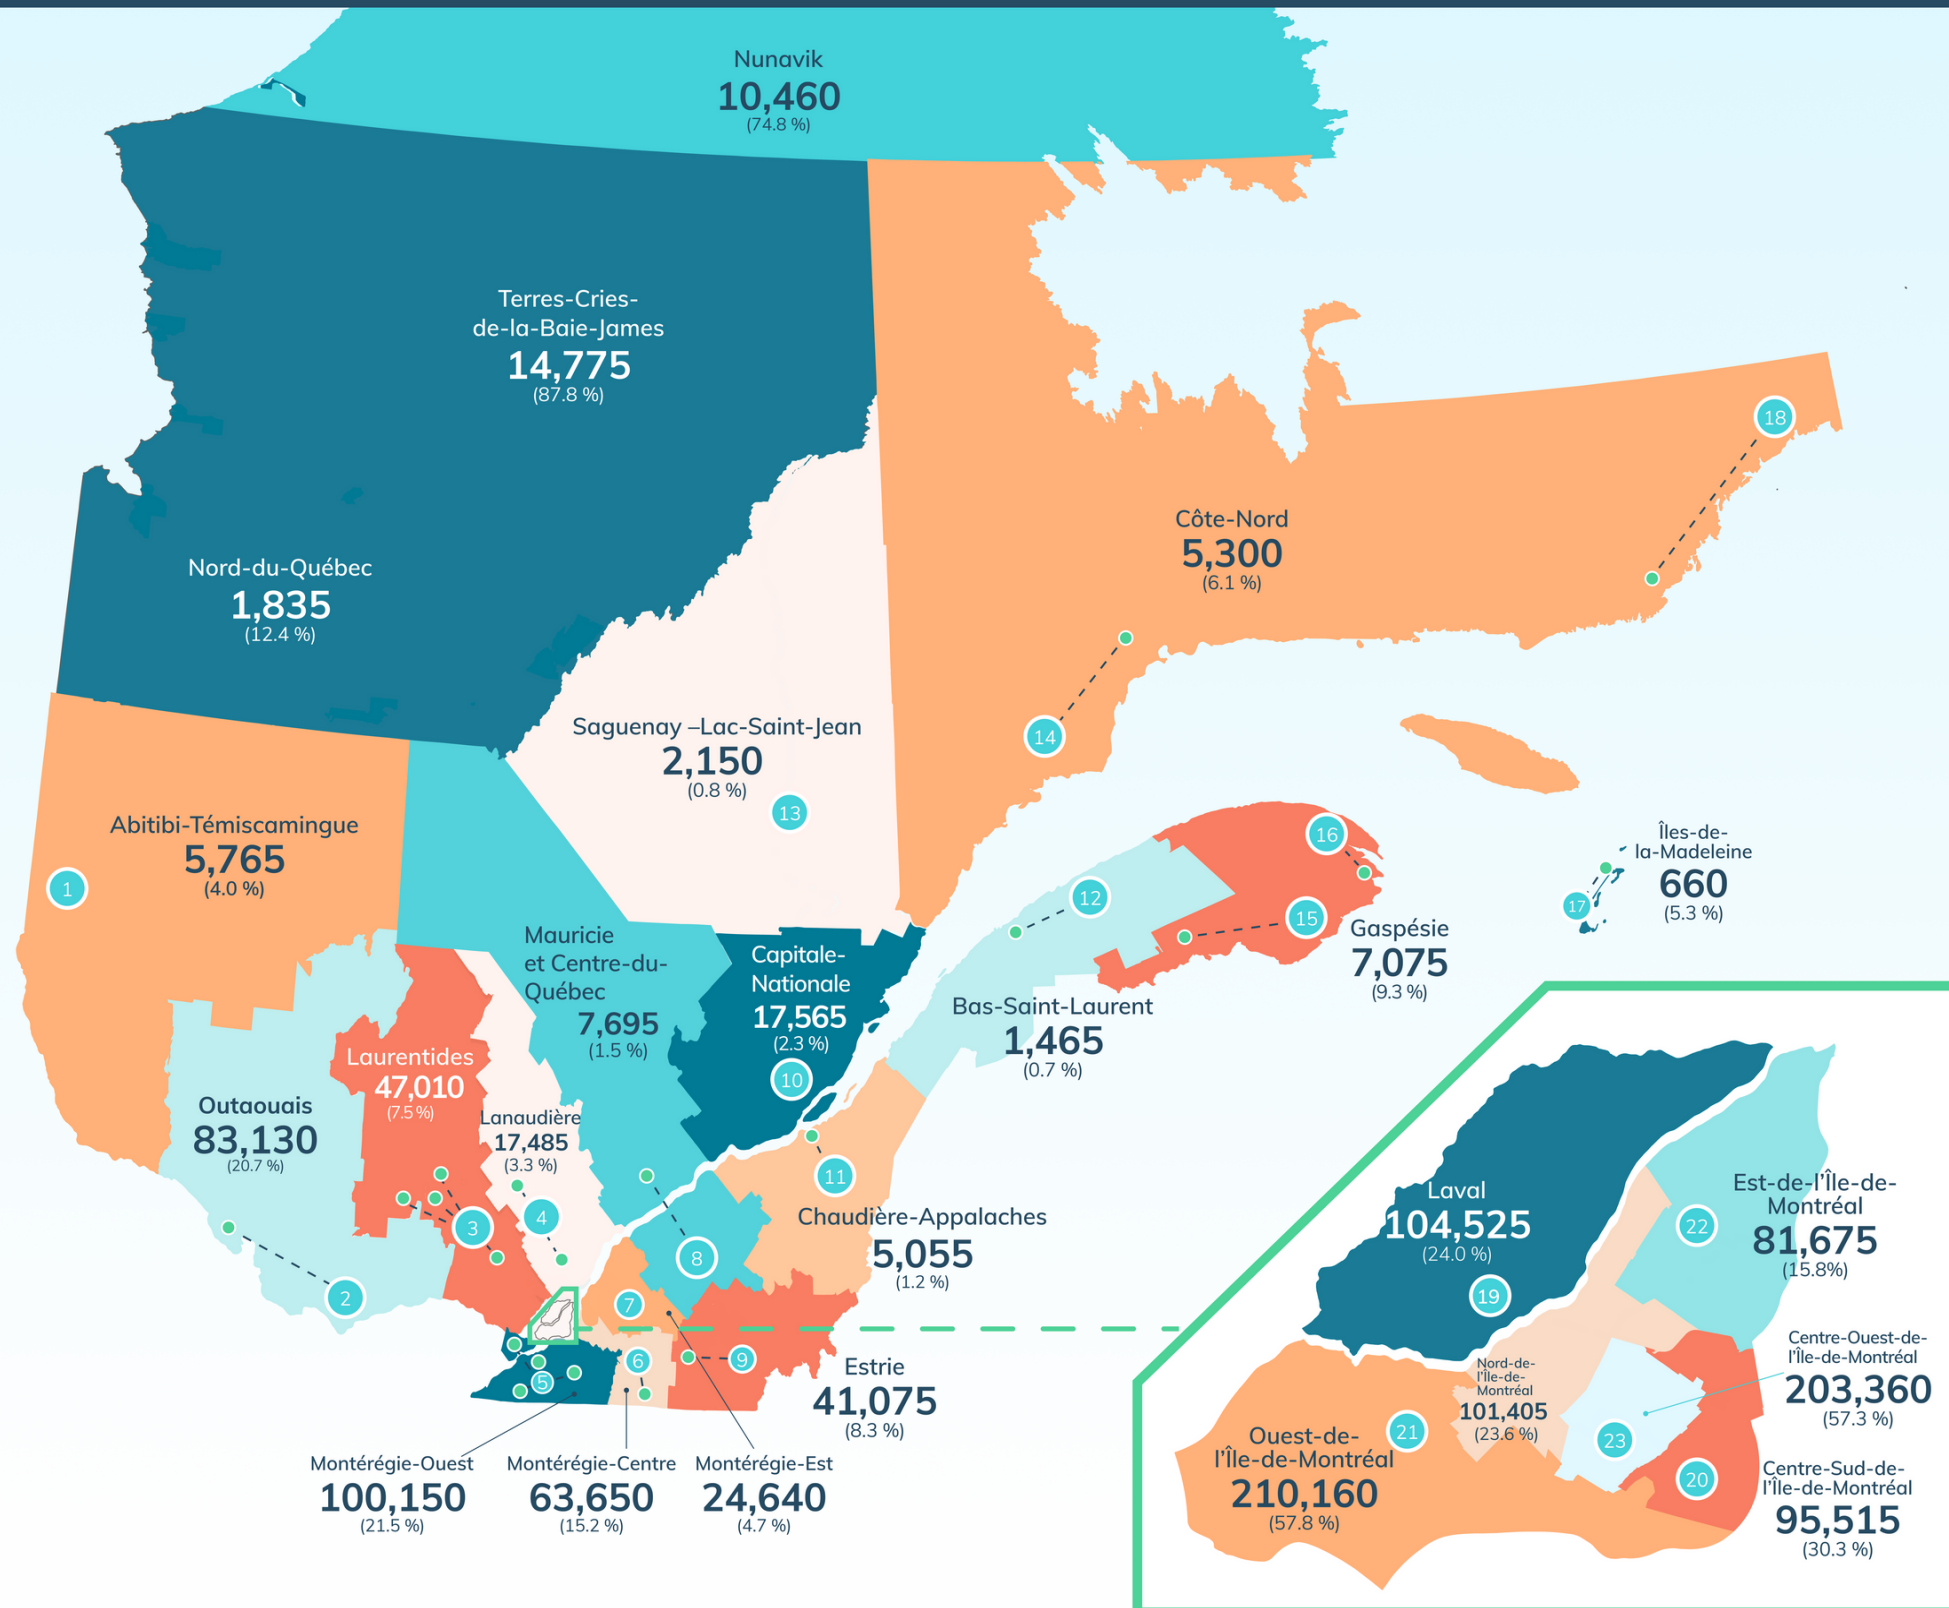 Nunavik
10,460
(74.8 %)
Terres-Cries-
de-la-Baie-James
14,775
(87.8 %)
18
Côte-Nord
5,300
(6.1 %)
Nord-du-Québec
1,835
(12.4 %)
14
Saguenay –Lac-Saint-Jean
2,150
(0.8 %)
13
Abitibi-Témiscamingue
5,765
(4.0 %)
1
16
12
15
Gaspésie
7,075
(9.3 %)
Îles-de-
la-Madeleine
660
(5.3 %)
17
Mauricie
et Centre-du-
Québec
7,695
(1.5 %)
Capitale-
Nationale
17,565
(2.3 %)
10
Bas-Saint-Laurent
1,465
(0.7 %)
Laurentides
47,010
(7.5 %)
Outaouais
83,130
(20.7 %)
Lanaudière
17,485
(3.3 %)
3
4
2
11
Chaudière-Appalaches
5,055
(1.2 %)
8
7
6
9
5
Estrie
41,075
(8.3 %)
Montérégie-Ouest
100,150
(21.5 %)
Montérégie-Centre
63,650
(15.2 %)
Montérégie-Est
24,640
(4.7 %)
Laval
104,525
(24.0 %)
19
22
Est-de-l’Île-de-
Montréal
81,675
(15.8%)
Centre-Ouest-de-
l’Île-de-Montréal
203,360
(57.3 %)
Nord-de-
l’Île-de-
Montréal
101,405
(23.6 %)
21
Ouest-de-
l’Île-de-Montréal
210,160
(57.8 %)
23
20
Centre-Sud-de-
l’Île-de-Montréal
95,515
(30.3 %)